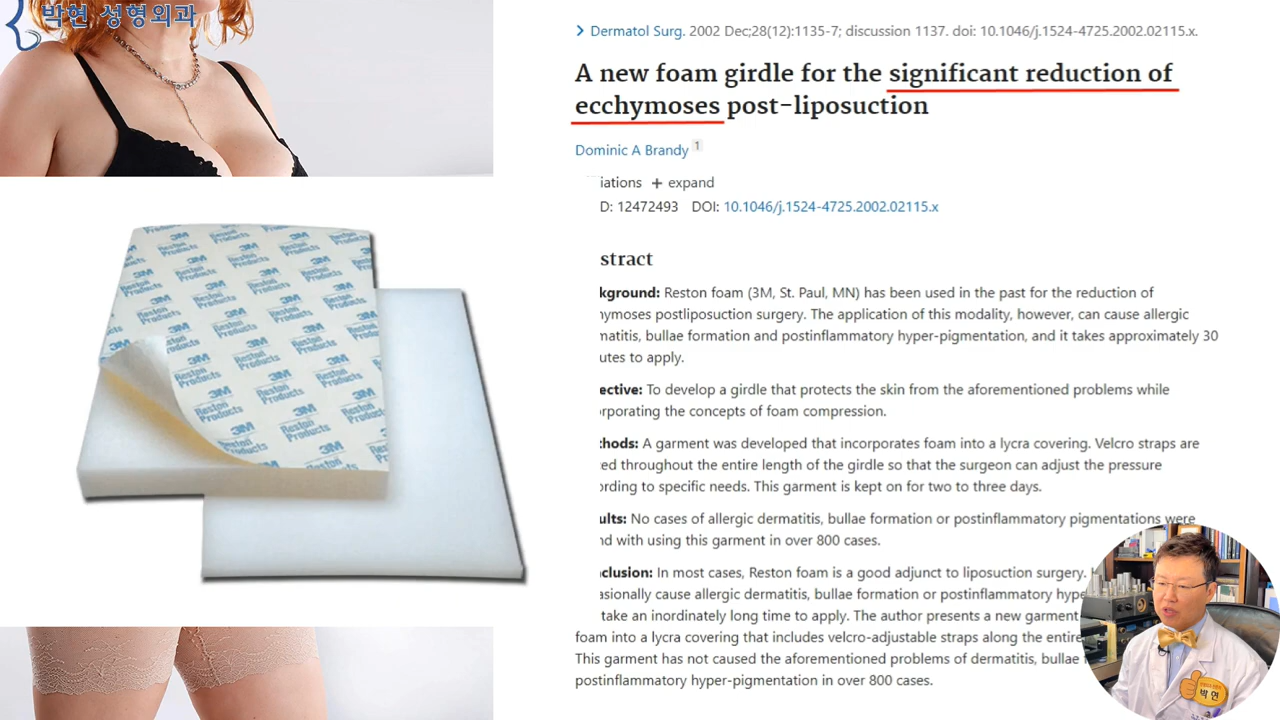 박현 성형외과
Dermatol Surg. 2002 Dec;28(12):1135-7; discussion 1137. doi: 10.1046/j.1524-4725.2002.02115.x.
A new foam girdle for the significant reduction of
ecchymoses post-liposuction
Dominic A Brandy 1
iations + expand
D: 12472493 DOI: 10.1046/j.1524-4725.2002.02115.x
stract
kground: Reston foam (3M, St. Paul, MN) has been used in the past for the reduction of
hymoses postliposuction surgery. The application of this modality, however, can cause allergic
matitis, bullae formation and postinflammatory hyper-pigmentation, and it takes approximately 30
utes to apply.
ective: To develop a girdle that protects the skin from the aforementioned problems while
orporating the concepts of foam compression.
thods: A garment was developed that incorporates foam into a lycra covering. Velcro straps are
ed throughout the entire length of the girdle so that the surgeon can adjust the pressure
ording to specific needs. This garment is kept on for two to three days.
ults: No cases of allergic dermatitis, bullae formation or postinflammatory pigmentations were
nd with using this garment in over 800 cases.
clusion: In most cases, Reston foam is a good adjunct to liposuction surgery.
asionally cause allergic dermatitis, bullae formation or postinflammatory hype
take an inordinately long time to apply. The author presents a new garment
foam into a lycra covering that includes velcro-adjustable straps along the entire
This garment has not caused the aforementioned problems of dermatitis, bullae
postinflammatory hyper-pigmentation in over 800 cases.
3M
Reston
Products
박 현